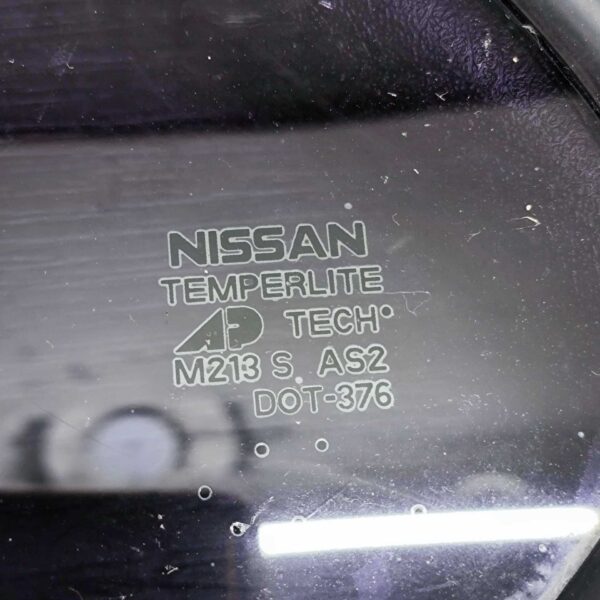 NISSAN
TEMPERLITE
AP TECH•
M213 S AS2
DOT-376